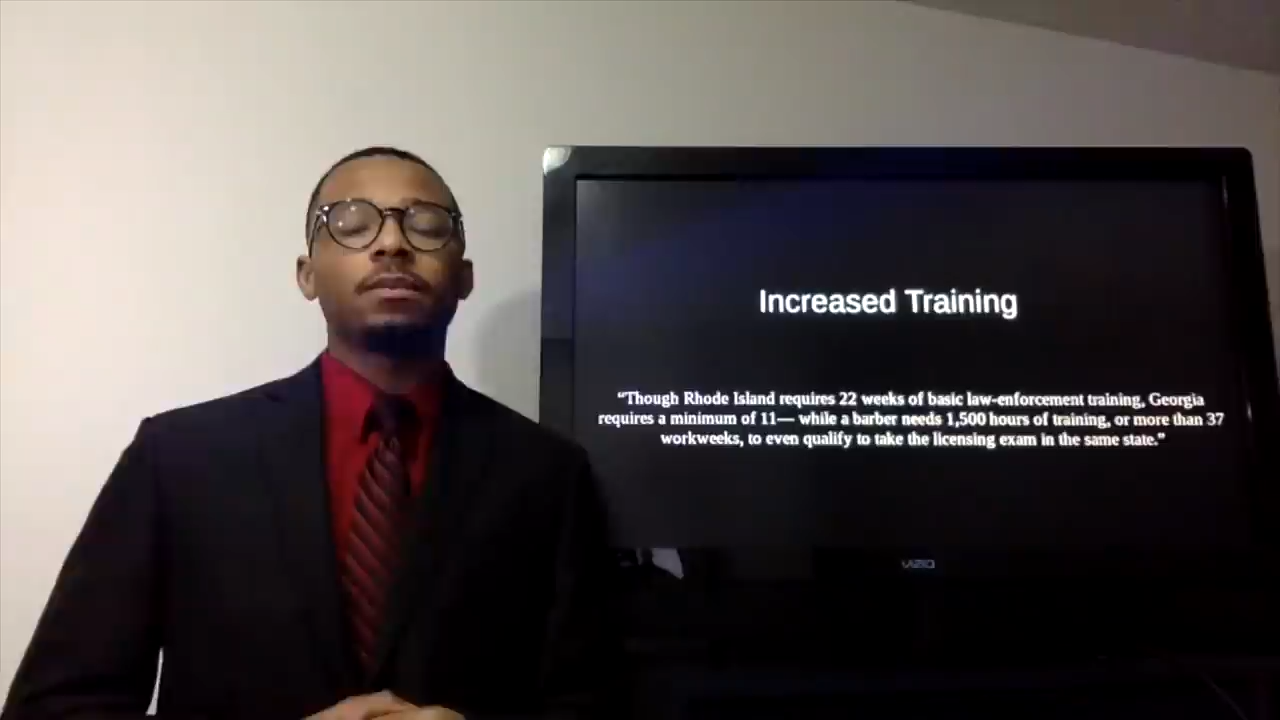 Increased Training
“Though Rhode Island requires 22 weeks of basic law-enforcement training, Georgia
requires a minimum of 11— while a barber needs 1,500 hours of training, or more than 37
workweeks, to even qualify to take the licensing exam in the same state.”
VIZIO